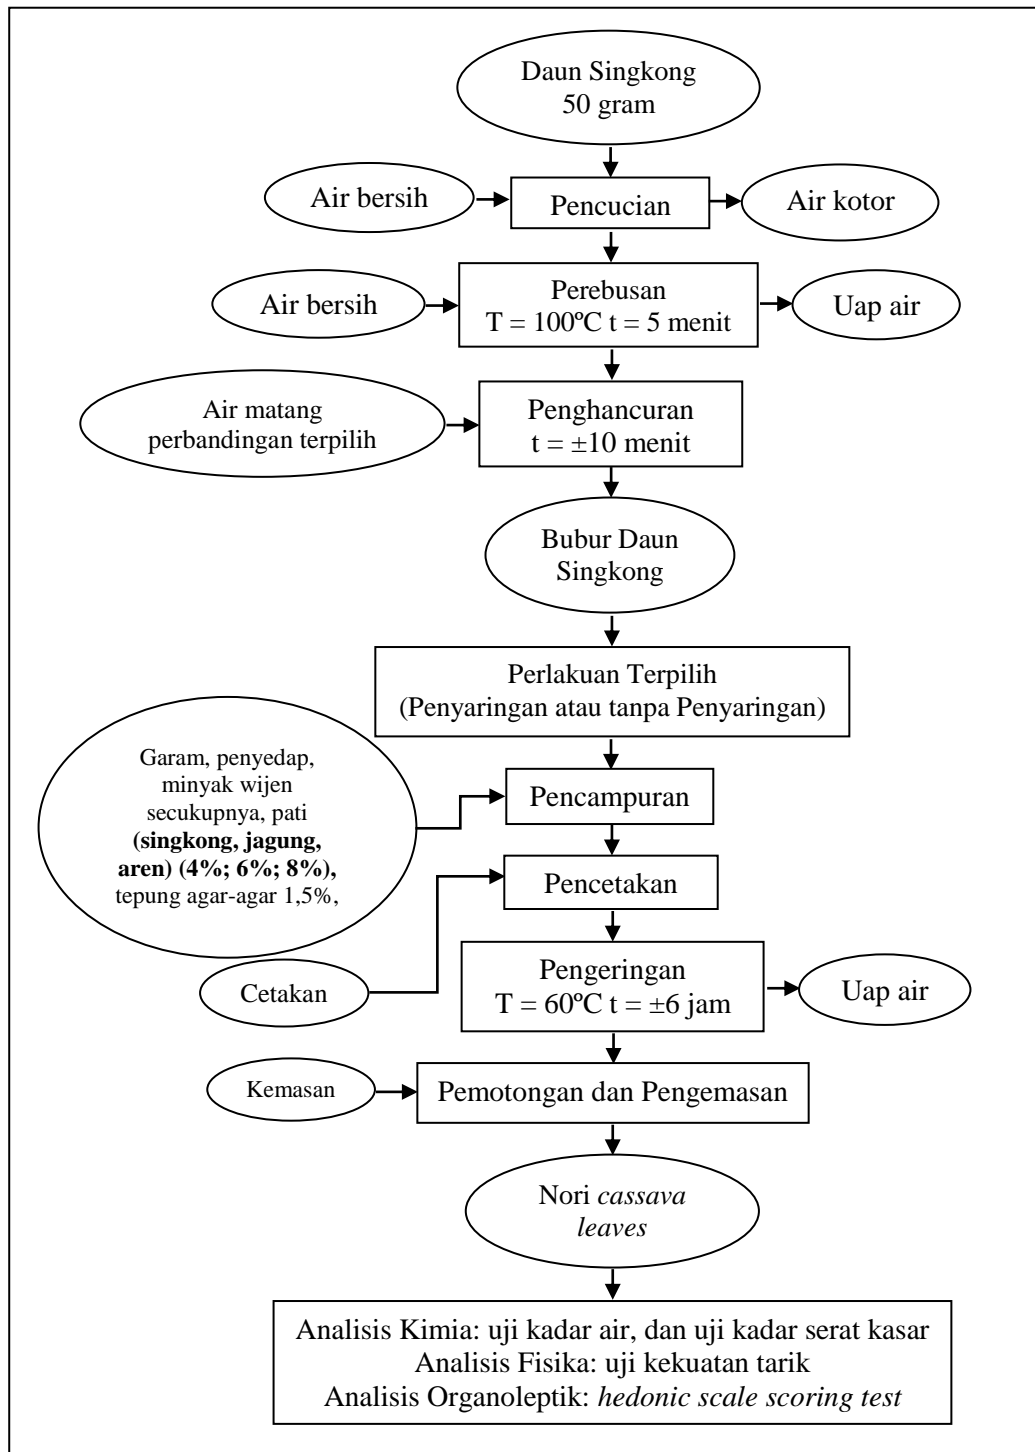 Daun Singkong
50 gram
Air bersih
Pencucian
Air kotor
Air bersih
Perebusan
T = 100ºC t = 5 menit
Uap air
Air matang
perbandingan terpilih
Penghancuran
t = ±10 menit
Bubur Daun
Singkong
Perlakuan Terpilih
(Penyaringan atau tanpa Penyaringan)
Garam, penyedap,
minyak wijen
secukupnya, pati
(singkong, jagung,
aren) (4%; 6%; 8%),
tepung agar-agar 1,5%,
Pencampuran
Pencetakan
Cetakan
Pengeringan
T = 60ºC t = ±6 jam
Uap air
Kemasan
Pemotongan dan Pengemasan
Nori cassava
leaves
Analisis Kimia: uji kadar air, dan uji kadar serat kasar
Analisis Fisika: uji kekuatan tarik
Analisis Organoleptik: hedonic scale scoring test